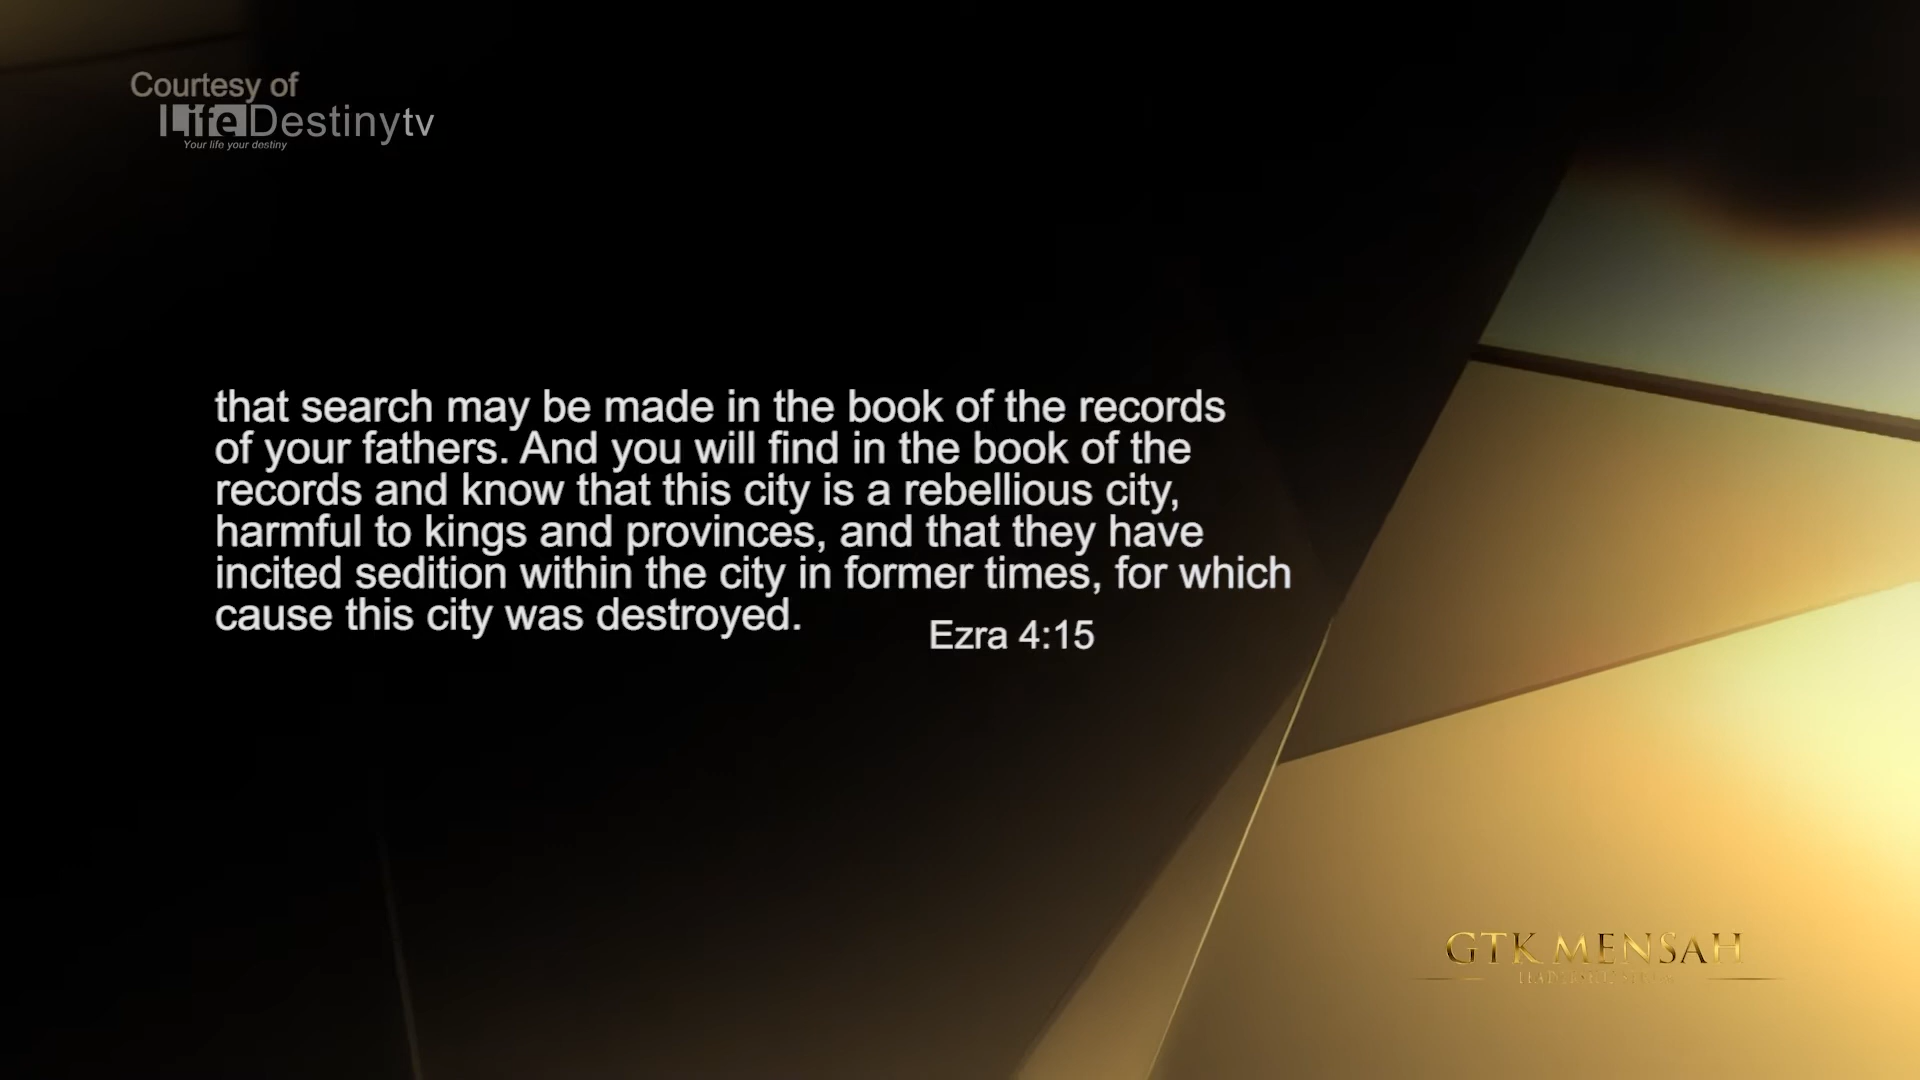 Courtesy of
LifeDestinytv
Your life your destiny
that search may be made in the book of the records
of your fathers. And you will find in the book of the
records and know that this city is a rebellious city,
harmful to kings and provinces, and that they have
incited sedition within the city in former times, for which
cause this city was destroyed.
Ezra 4:15
GTK MENSAH